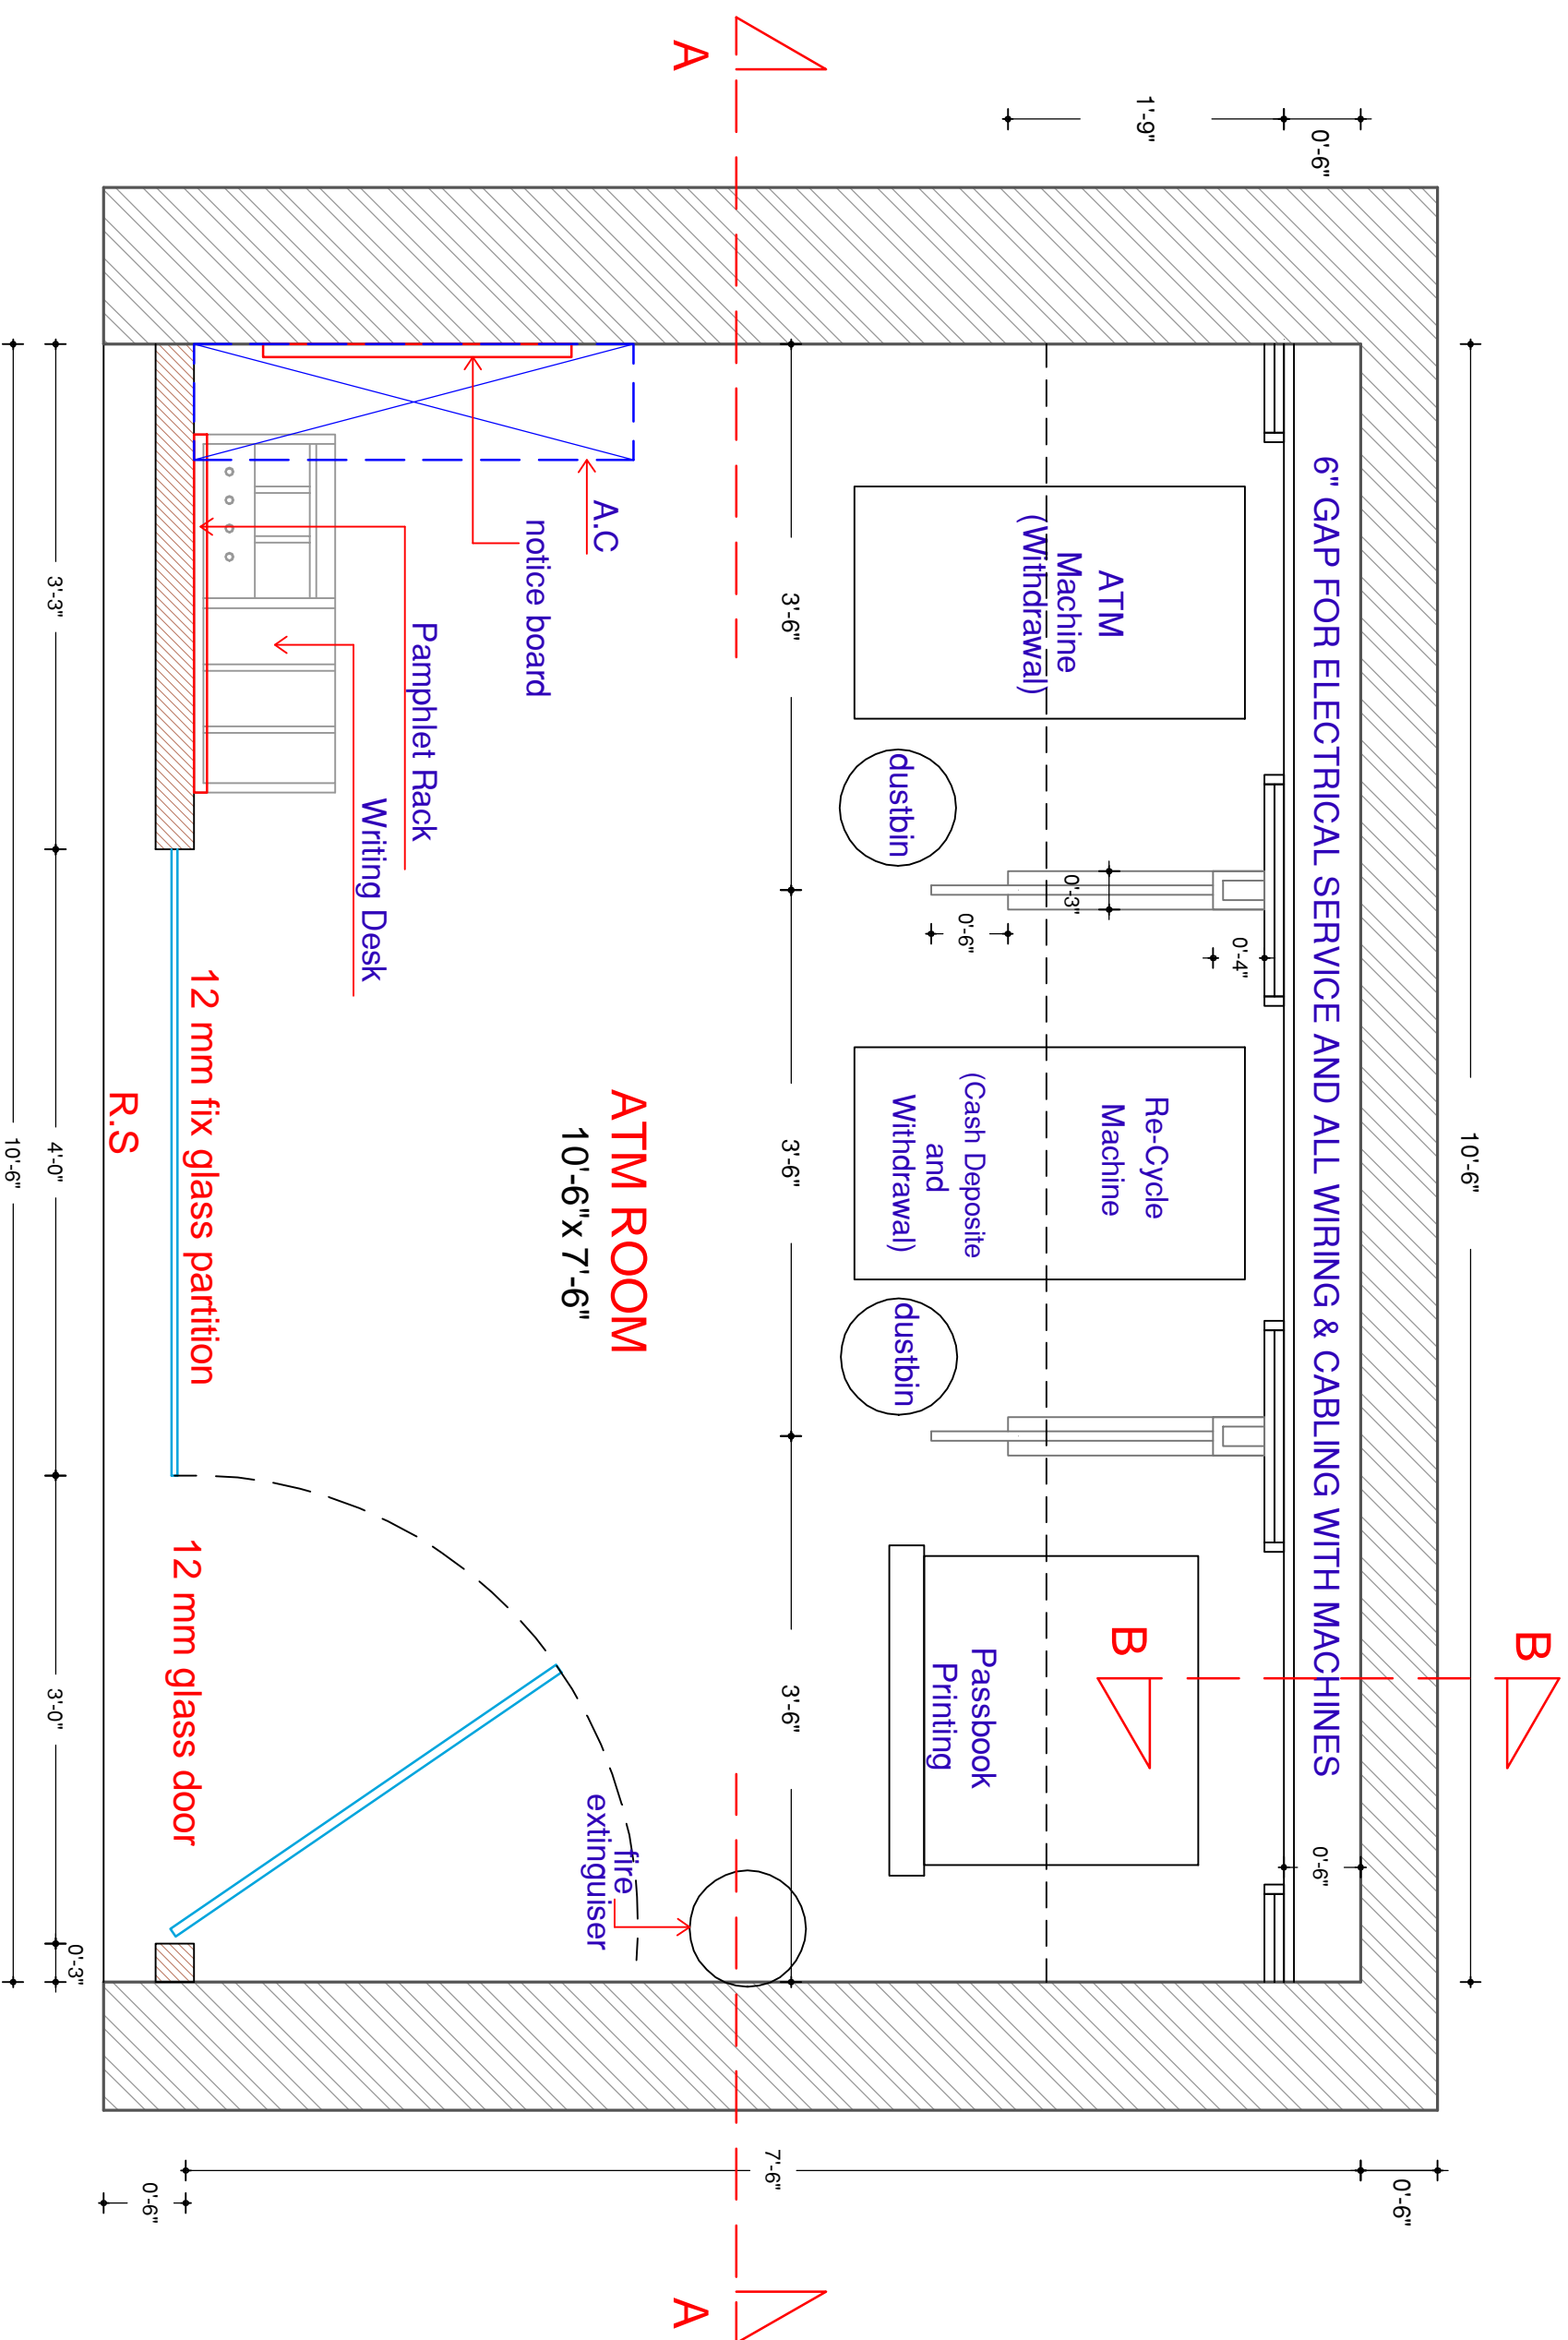 10'-6"
B
0'-6"
0'-6"
1'-9"
0'-6"
6" GAP FOR ELECTRICAL SERVICE AND ALL WIRING & CABLING WITH MACHINES
0'-4"
0'-3"
0'-6"
B
ATM
Machine
(Withdrawal)
Re-Cycle
Machine
(Cash Deposite
and
Withdrawal)
Passbook
Printing
dustbin
dustbin
3'-6"
3'-6"
3'-6"
7'-6"
A
A
ATM ROOM
10'-6"x 7'-6"
fire
extinguiser
A.C
notice board
Pamphlet Rack
Writing Desk
12 mm fix glass partition
12 mm glass door
0'-6"
R.S
3'-3"
4'-0"
3'-0"
0'-3"
10'-6"